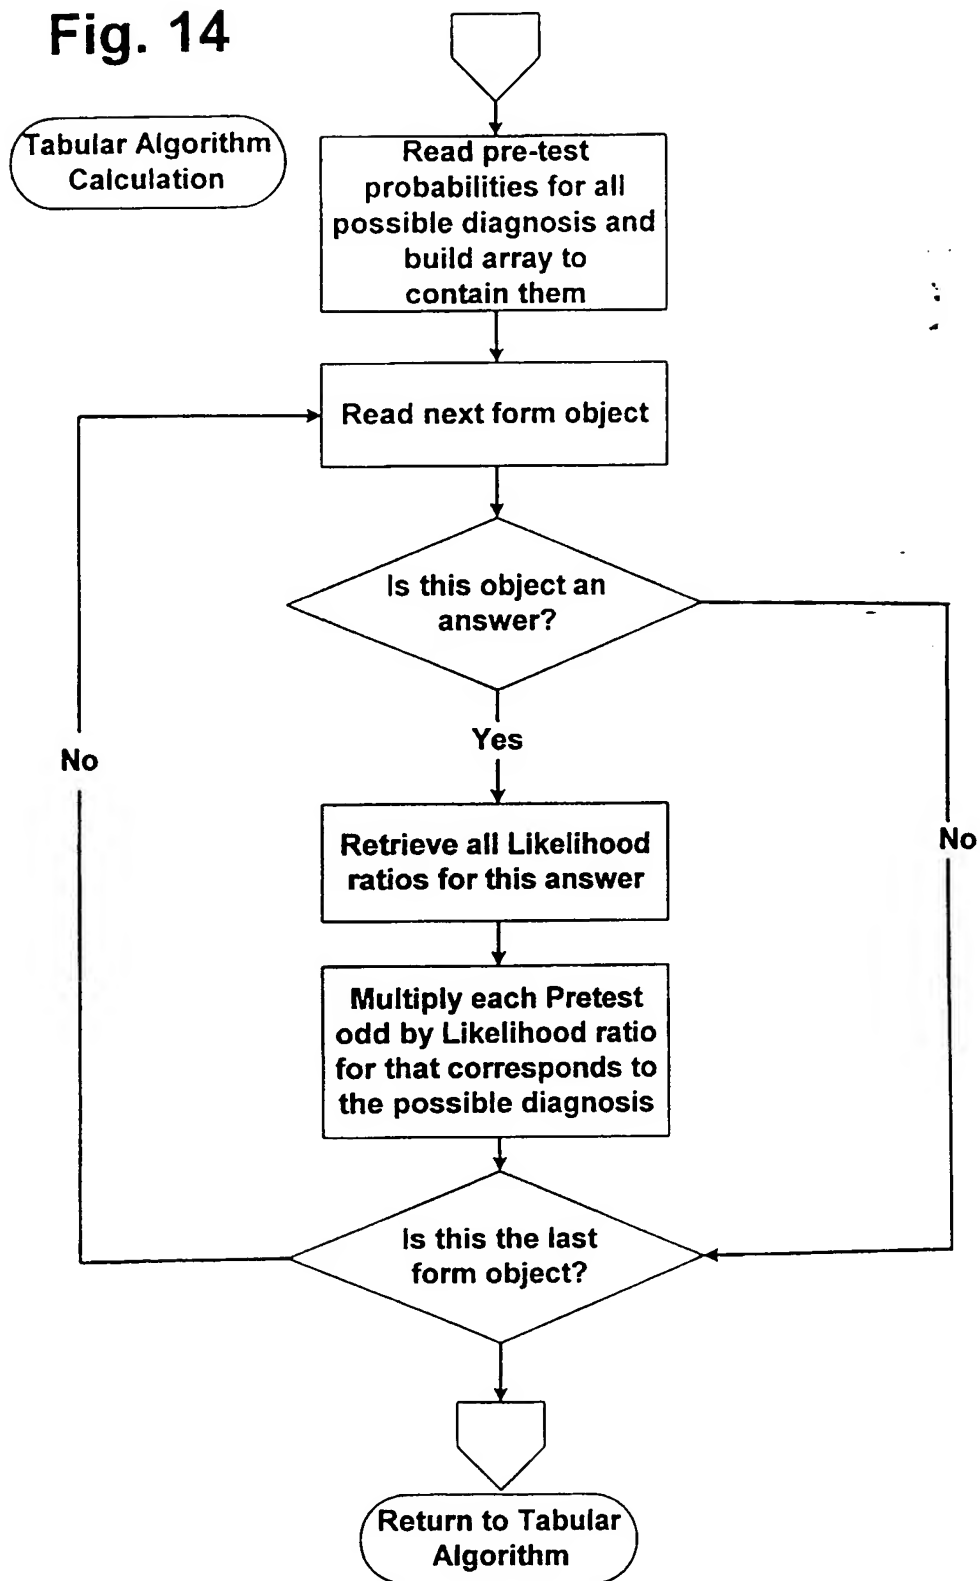 Fig. 14
Tabular Algorithm
Calculation
Read pre-test
probabilities for all
possible diagnosis and
build array to
contain them
Read next form object
Is this object an
answer?
Yes
No
No
Retrieve all Likelihood
ratios for this answer
Multiply each Pretest
odd by Likelihood ratio
for that corresponds to
the possible diagnosis
Is this the last
form object?
Return to Tabular
Algorithm